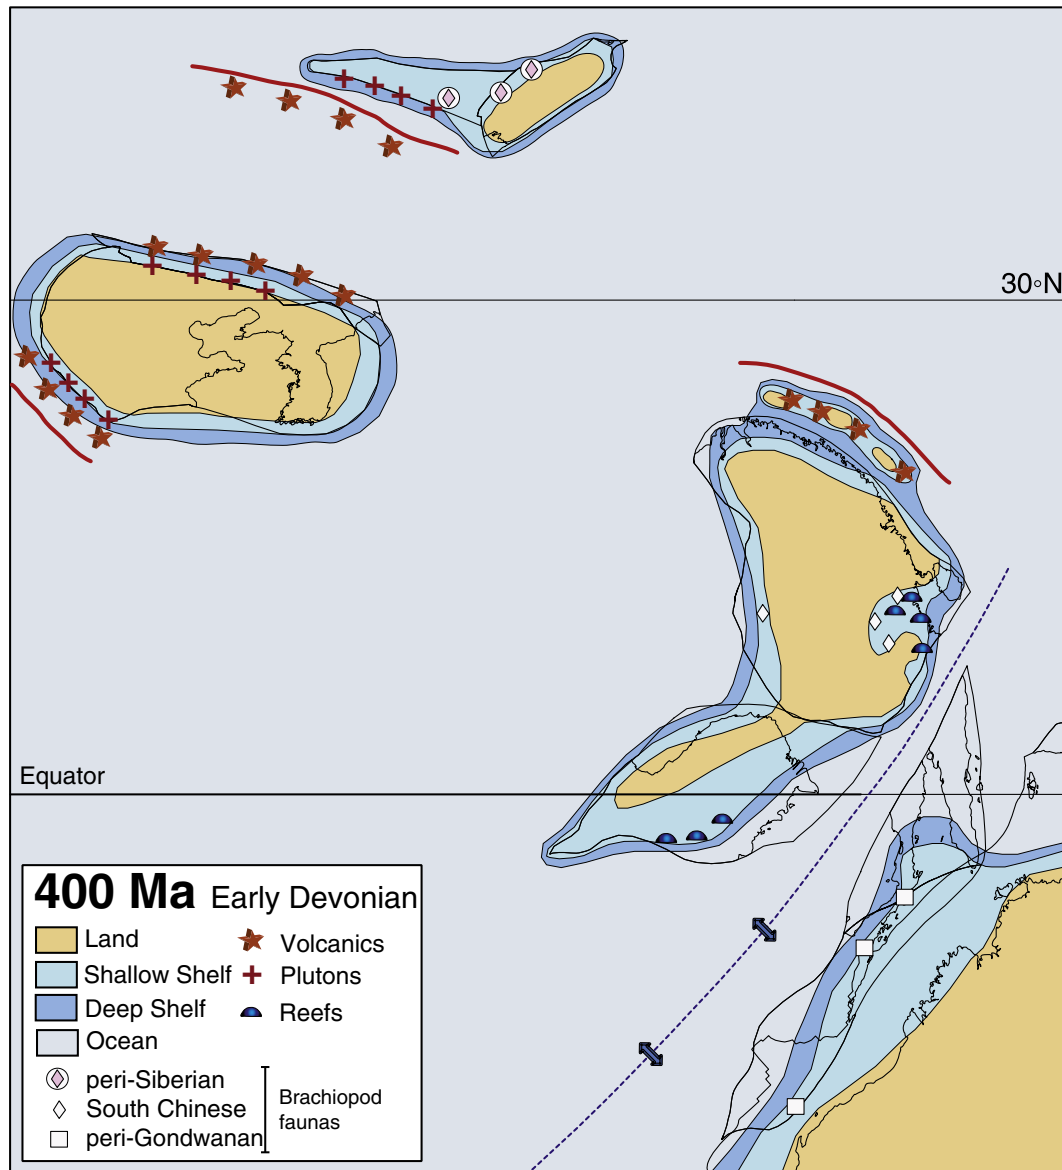 30°N
Equator
400 Ma Early Devonian
Land
Volcanics
Shallow Shelf
Plutons
Deep Shelf
Reefs
Ocean
peri-Siberian
South Chinese
peri-Gondwanan
Brachiopod
faunas